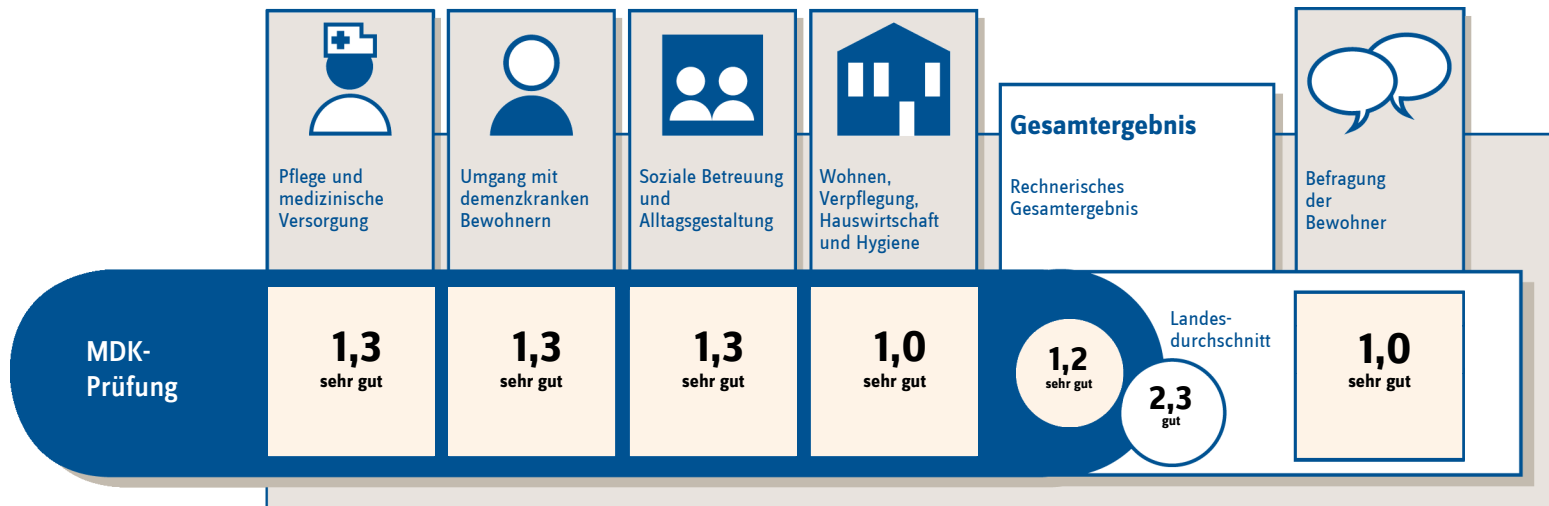 Pflege und
medizinische
Versorgung
Umgang mit
demenzkranken
Bewohnern
Soziale Betreuung
und
Alltagsgestaltung
Wohnen,
Verpflegung,
Hauswirtschaft
und Hygiene
Gesamtergebnis
Rechnerisches
Gesamtergebnis
Befragung
der
Bewohner
MDK-
Prüfung
1,3
sehr gut
1,3
sehr gut
1,3
sehr gut
1,0
sehr gut
1,2
sehr gut
Landes-
durchschnitt
2,3
gut
1,0
sehr gut